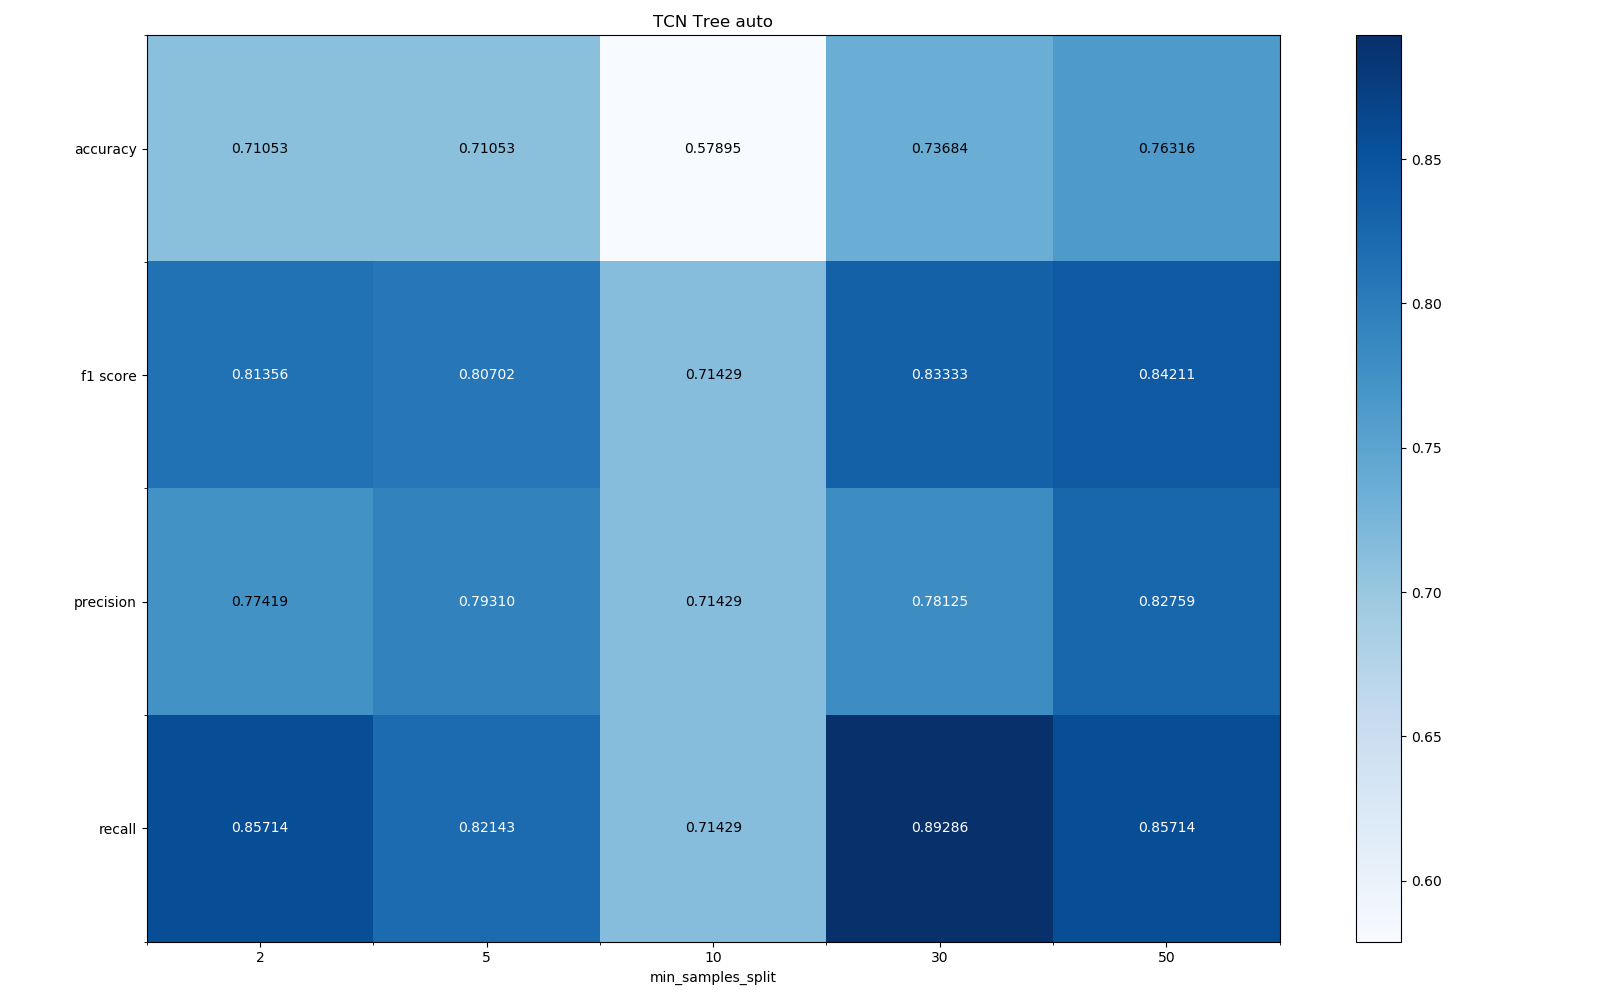 TCN Tree auto
accuracy 0.71053 0.71053 0.57895 0.73684 0.76316
f1 score 0.81356 0.80702 0.71429 0.83333 0.84211
precision 0.77419 0.79310 0.71429 0.78125 0.82759
recall 0.85714 0.82143 0.71429 0.89286 0.85714
2 5 10 30 50
min_samples_split
0.85
0.80
0.75
0.70
0.65
0.60